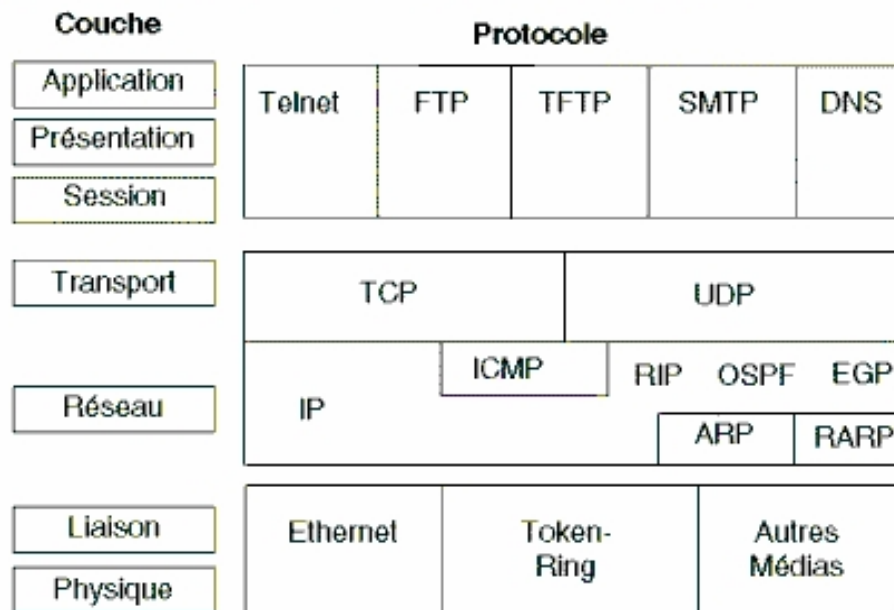 Couche
Protocole
Application
Présentation
Session
Telnet FTP TFTP SMTP DNS
Transport
TCP UDP
Réseau
IP
ICMP
RIP OSPF EGP
ARP RARP
Liaison
Physique
Ethernet
Token-
Ring
Autres
Médias